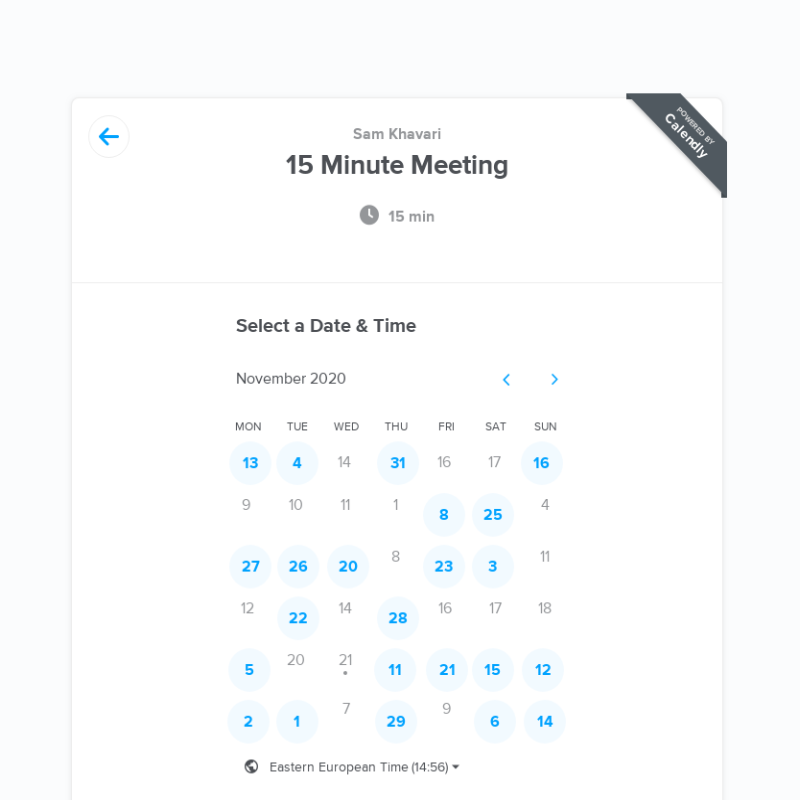 POWERED BY
Calendly
Sam Khavari
15 Minute Meeting
15 min
Select a Date & Time
November 2020
MON TUE WED THU FRI SAT SUN
13 4 14 31 16 17 16
9 10 11 1 8 25 4
27 26 20 8 23 3 11
12 22 14 28 16 17 18
5 20 21 11 21 15 12
2 1 7 29 9 6 14
Eastern European Time (14:56)